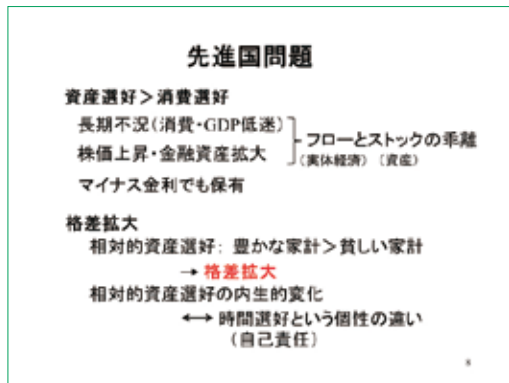 先進国問題
資産選好>消費選好
長期不況(消費・GDP低迷)
株価上昇・金融資産拡大
フローとストックの乖離
(実体経済) (資産)
マイナス金利でも保有
格差拡大
相対的資産選好: 豊かな家計>貧しい家計
→ 格差拡大
相対的資産選好の内生的変化
⟷ 時間選好という個性の違い
(自己責任)
8